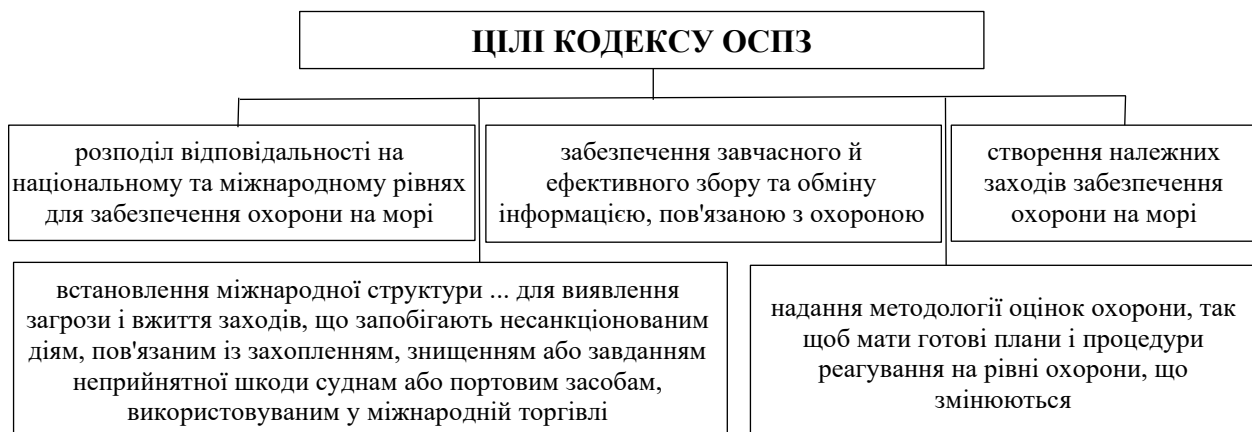 ЦІЛІ КОДЕКСУ ОСПЗ
розподіл відповідальності на
національному та міжнародному рівнях
для забезпечення охорони на морі
забезпечення завчасного й
ефективного збору та обміну
інформацією, пов'язаною з охороною
створення належних
заходів забезпечення
охорони на морі
встановлення міжнародної структури ... для виявлення
загрози і вжиття заходів, що запобігають несанкціонованим
діям, пов'язаним із захопленням, знищенням або завданням
неприйнятної шкоди суднам або портовим засобам,
використовуваним у міжнародній торгівлі
надання методології оцінок охорони, так
щоб мати готові плани і процедури
реагування на рівні охорони, що
змінюються